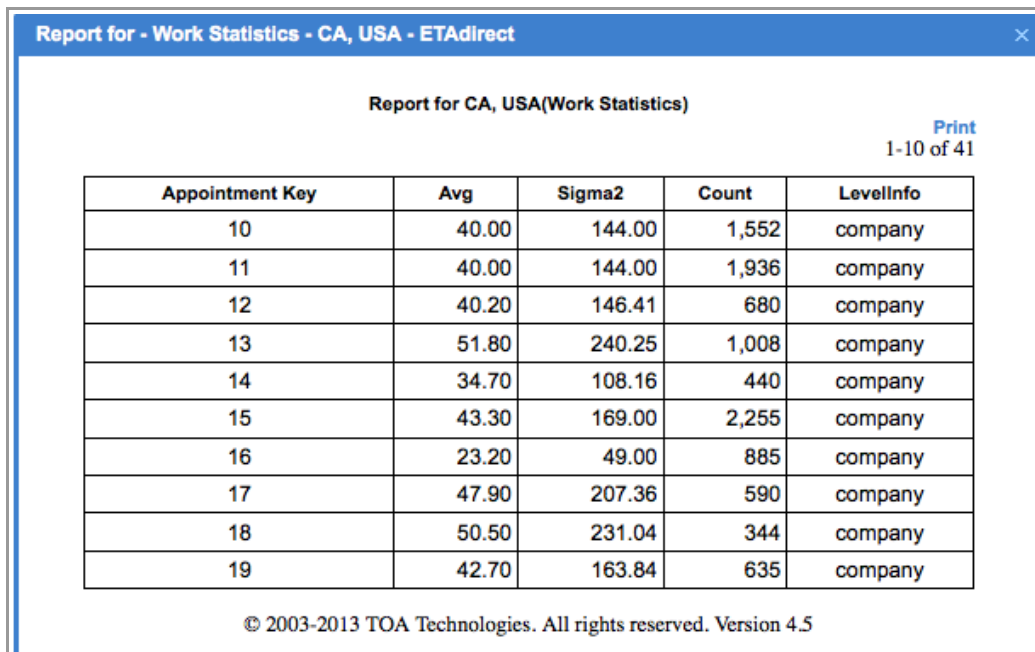 Report for - Work Statistics - CA, USA - ETAdirect
Report for CA, USA(Work Statistics)
Print
1-10 of 41
Appointment Key Avg Sigma2 Count LevelInfo
10 40.00 144.00 1,552 company
11 40.00 144.00 1,936 company
12 40.20 146.41 680 company
13 51.80 240.25 1,008 company
14 34.70 108.16 440 company
15 43.30 169.00 2,255 company
16 23.20 49.00 885 company
17 47.90 207.36 590 company
18 50.50 231.04 344 company
19 42.70 163.84 635 company
© 2003-2013 TOA Technologies. All rights reserved. Version 4.5